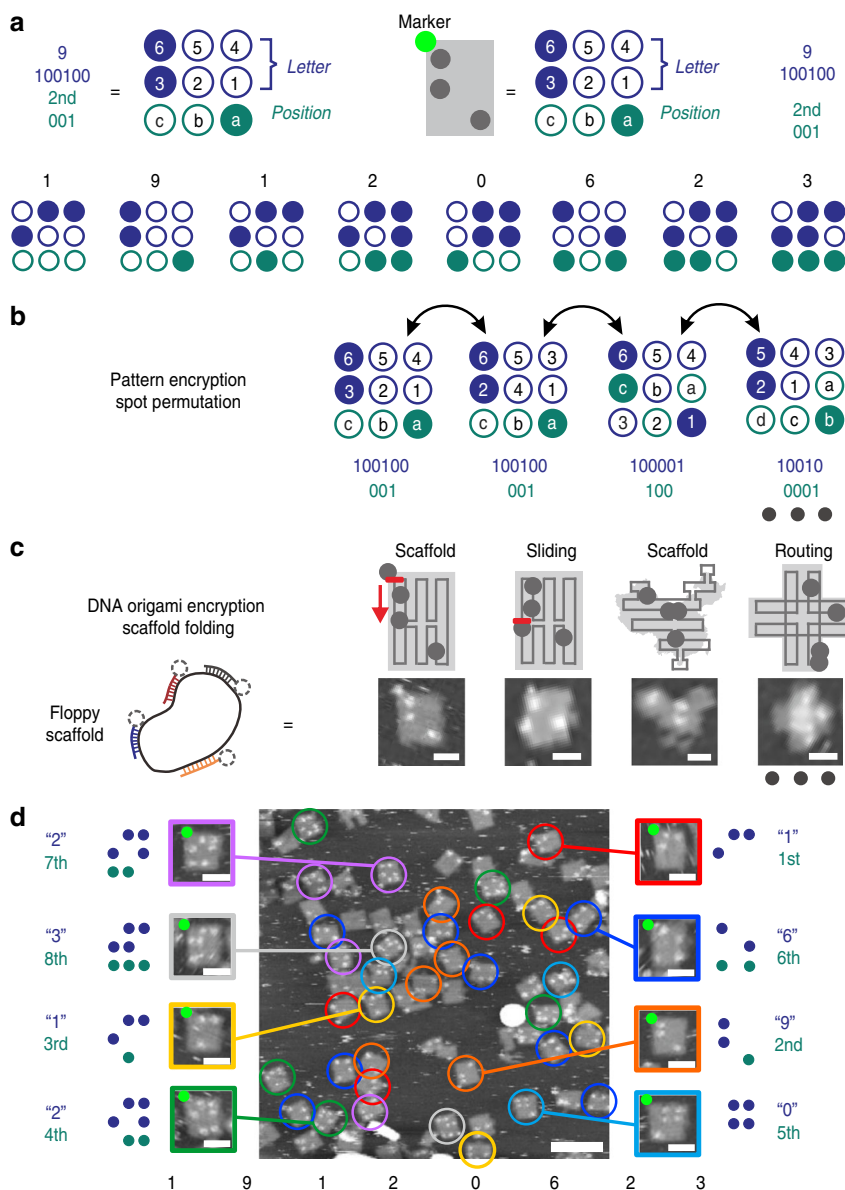 a
Marker
9
100100
2nd
001
=
6 5 4
3 2 1
c b a
Letter
Position
=
6 5 4
3 2 1
c b a
Letter
Position
9
100100
2nd
001
1 9 1 2 0 6 2 3
b
Pattern encryption
spot permutation
6 5 4
3 2 1
c b a
100100
001
6 5 3
2 4 1
c b a
100100
001
6 5 4
c b a
3 2 1
100001
100
5 4 3
2 1 a
d c b
10010
0001
c
Scaffold Sliding Scaffold Routing
DNA origami encryption
scaffold folding
Floppy
scaffold
=
d
"2"
7th
"3"
8th
"1"
3rd
"2"
4th
"1"
1st
"6"
6th
"9"
2nd
"0"
5th
1 9 1 2 0 6 2 3